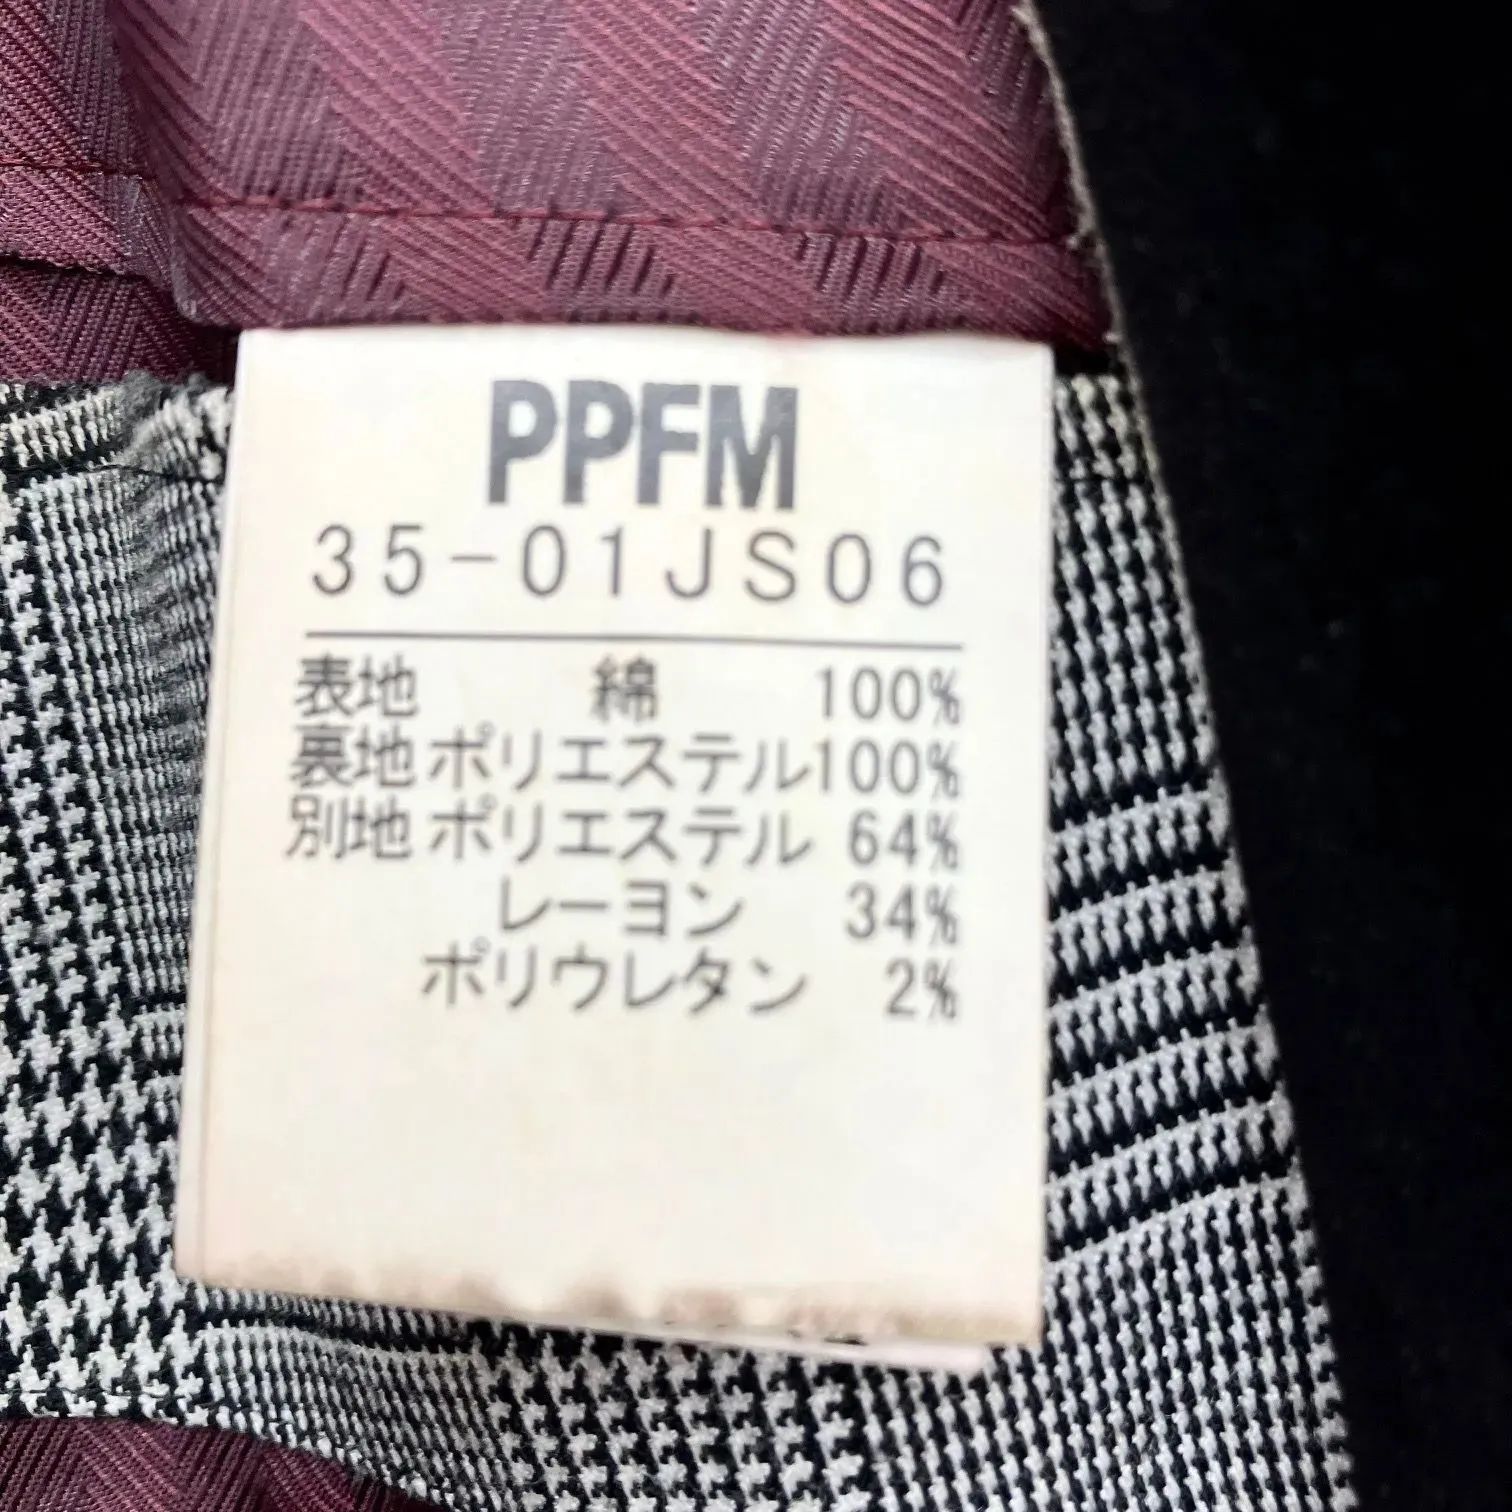 PPFM
35-01JS06
表地 綿 100%
裏地 ポリエステル100%
別地 ポリエステル 64%
レーヨン 34%
ポリウレタン 2%